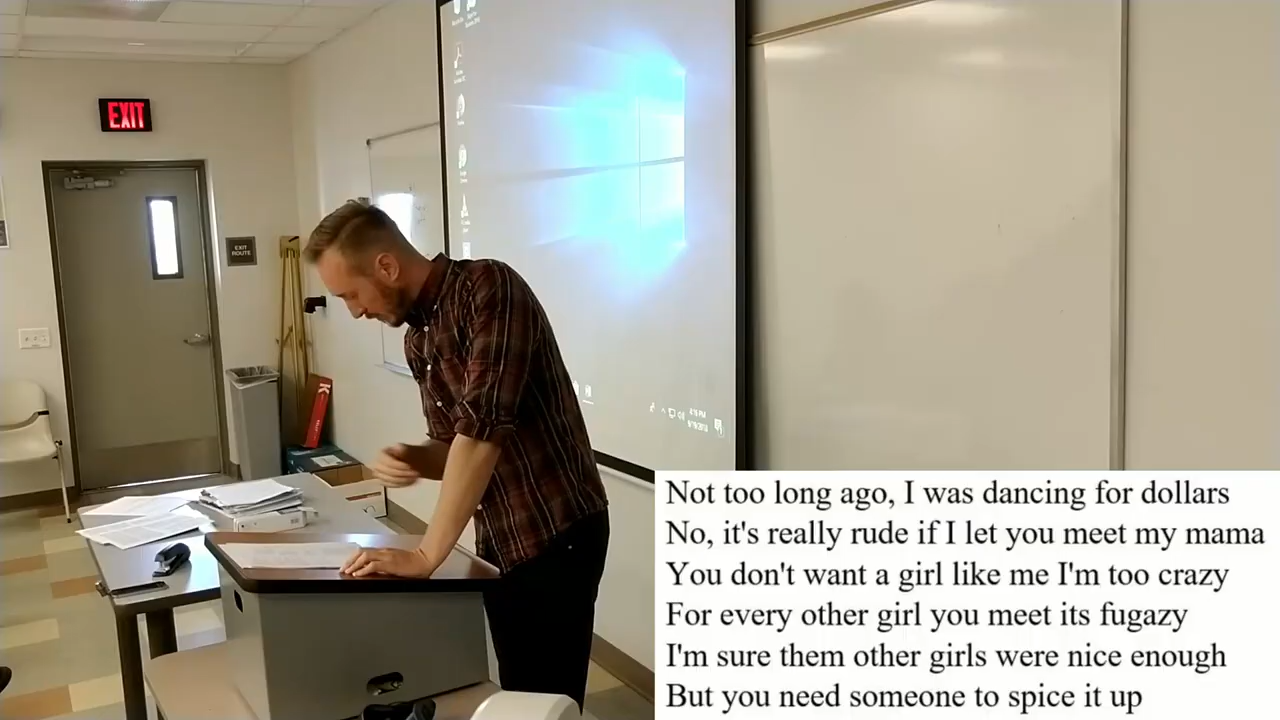 EXIT
EXIT
ROUTE
Not too long ago, I was dancing for dollars
No, it's really rude if I let you meet my mama
You don't want a girl like me I'm too crazy
For every other girl you meet its fugazy
I'm sure them other girls were nice enough
But you need someone to spice it up